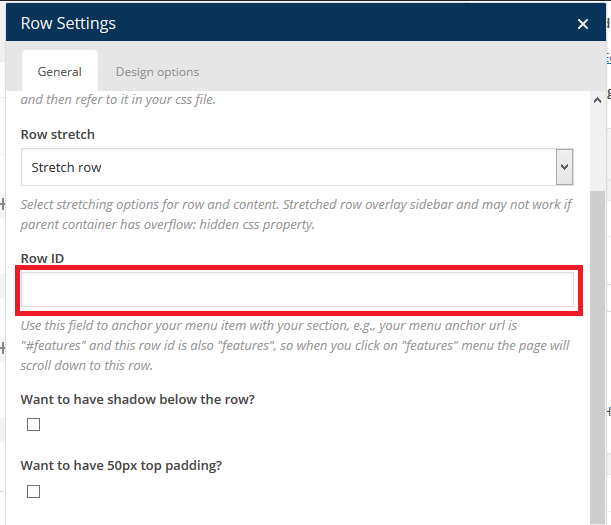 Row Settings
General
Design options
and then refer to it in your css file.
Row stretch
Stretch row
Select stretching options for row and content. Stretched row overlay sidebar and may not work if
parent container has overflow: hidden css property.
Row ID
Use this field to anchor your menu item with your section, e.g., your menu anchor url is
"#features" and this row id is also "features", so when you click on "features" menu the page will
scroll down to this row.
Want to have shadow below the row?
Want to have 50px top padding?